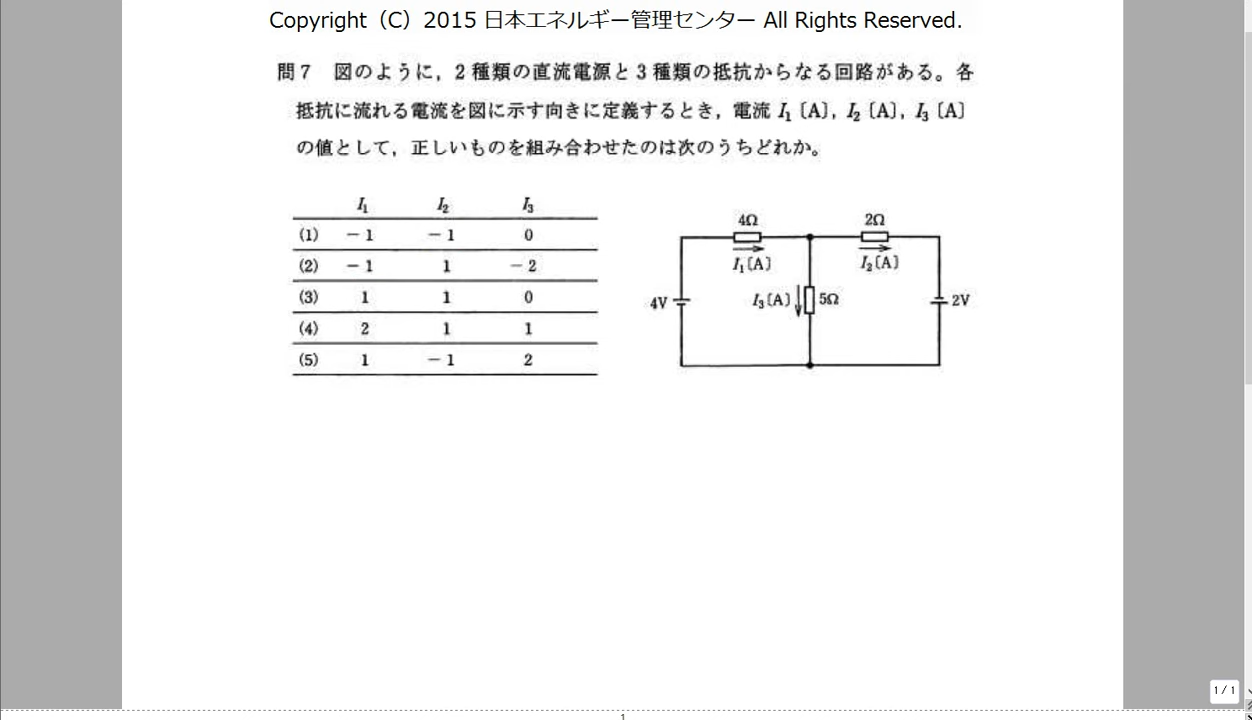 Copyright（C）2015 日本エネルギー管理センター All Rights Reserved.
問７　図のように，２種類の直流電源と３種類の抵抗からなる回路がある。各
抵抗に流れる電流を図に示す向きに定義するとき，電流 I₁〔A〕，I₂〔A〕，I₃〔A〕
の値として，正しいものを組み合わせたのは次のうちどれか。
I₁ I₂ I₃
(1) －1 －1 0
(2) －1 1 －2
(3) 1 1 0
(4) 2 1 1
(5) 1 －1 2
4Ω 2Ω
I₁〔A〕 I₂〔A〕
4V I₃〔A〕 5Ω 2V
1 / 1
1